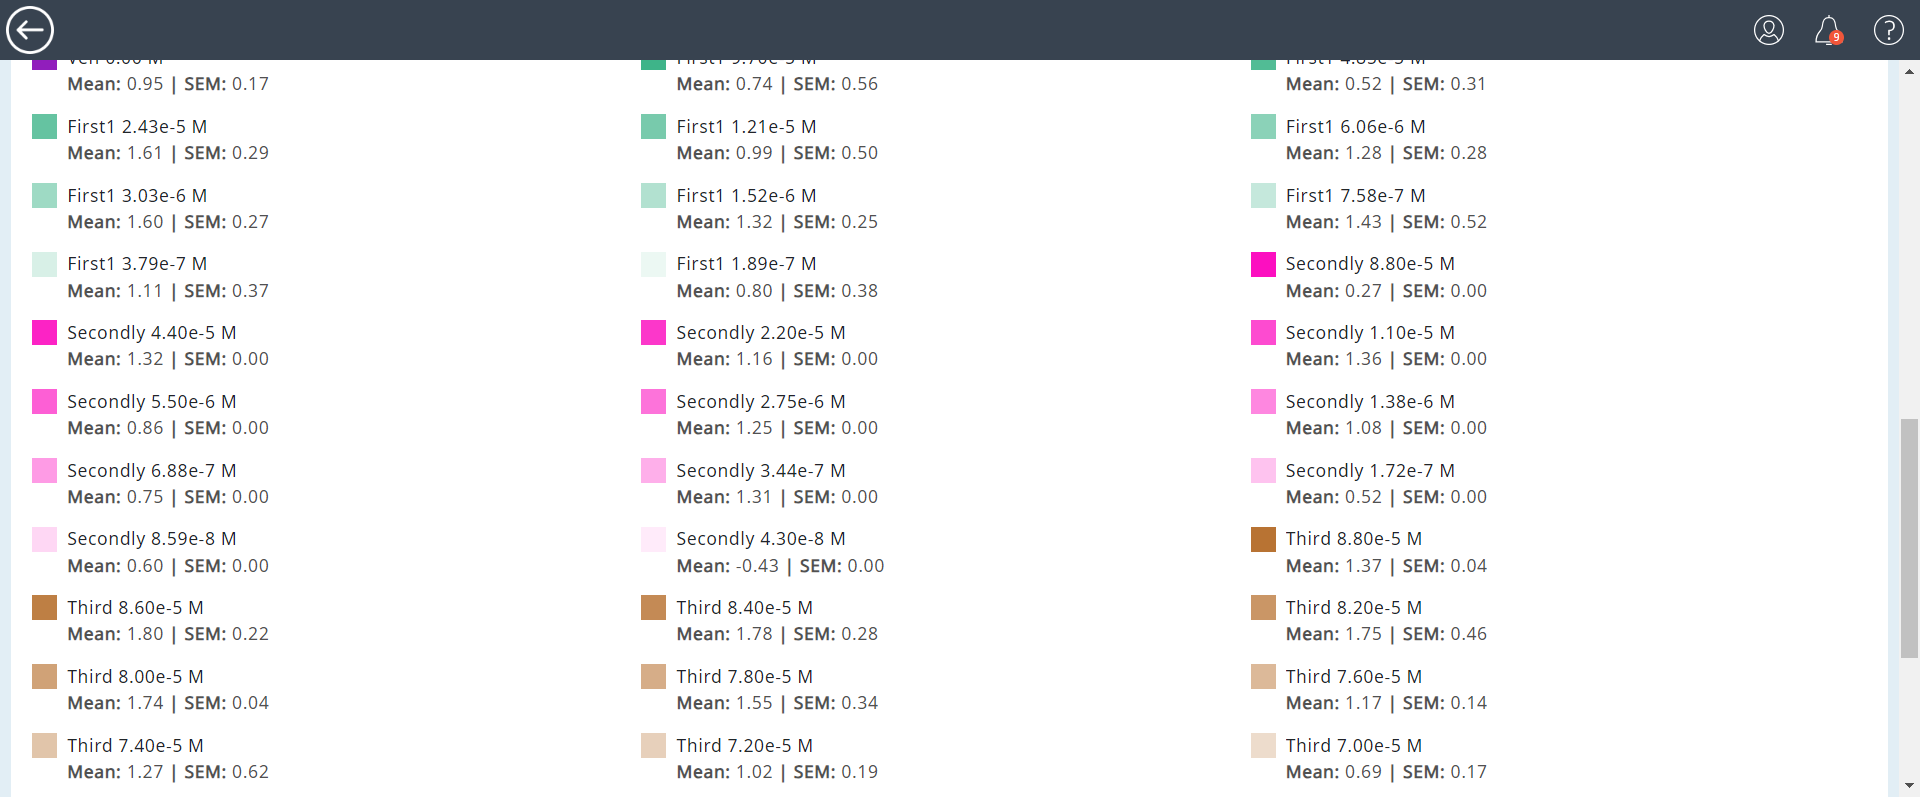 9
Mean: 0.95 | SEM: 0.17
Mean: 0.74 | SEM: 0.56
Mean: 0.52 | SEM: 0.31
First1 2.43e-5 M
Mean: 1.61 | SEM: 0.29
First1 1.21e-5 M
Mean: 0.99 | SEM: 0.50
First1 6.06e-6 M
Mean: 1.28 | SEM: 0.28
First1 3.03e-6 M
Mean: 1.60 | SEM: 0.27
First1 1.52e-6 M
Mean: 1.32 | SEM: 0.25
First1 7.58e-7 M
Mean: 1.43 | SEM: 0.52
First1 3.79e-7 M
Mean: 1.11 | SEM: 0.37
First1 1.89e-7 M
Mean: 0.80 | SEM: 0.38
Secondly 8.80e-5 M
Mean: 0.27 | SEM: 0.00
Secondly 4.40e-5 M
Mean: 1.32 | SEM: 0.00
Secondly 2.20e-5 M
Mean: 1.16 | SEM: 0.00
Secondly 1.10e-5 M
Mean: 1.36 | SEM: 0.00
Secondly 5.50e-6 M
Mean: 0.86 | SEM: 0.00
Secondly 2.75e-6 M
Mean: 1.25 | SEM: 0.00
Secondly 1.38e-6 M
Mean: 1.08 | SEM: 0.00
Secondly 6.88e-7 M
Mean: 0.75 | SEM: 0.00
Secondly 3.44e-7 M
Mean: 1.31 | SEM: 0.00
Secondly 1.72e-7 M
Mean: 0.52 | SEM: 0.00
Secondly 8.59e-8 M
Mean: 0.60 | SEM: 0.00
Secondly 4.30e-8 M
Mean: -0.43 | SEM: 0.00
Third 8.80e-5 M
Mean: 1.37 | SEM: 0.04
Third 8.60e-5 M
Mean: 1.80 | SEM: 0.22
Third 8.40e-5 M
Mean: 1.78 | SEM: 0.28
Third 8.20e-5 M
Mean: 1.75 | SEM: 0.46
Third 8.00e-5 M
Mean: 1.74 | SEM: 0.04
Third 7.80e-5 M
Mean: 1.55 | SEM: 0.34
Third 7.60e-5 M
Mean: 1.17 | SEM: 0.14
Third 7.40e-5 M
Mean: 1.27 | SEM: 0.62
Third 7.20e-5 M
Mean: 1.02 | SEM: 0.19
Third 7.00e-5 M
Mean: 0.69 | SEM: 0.17